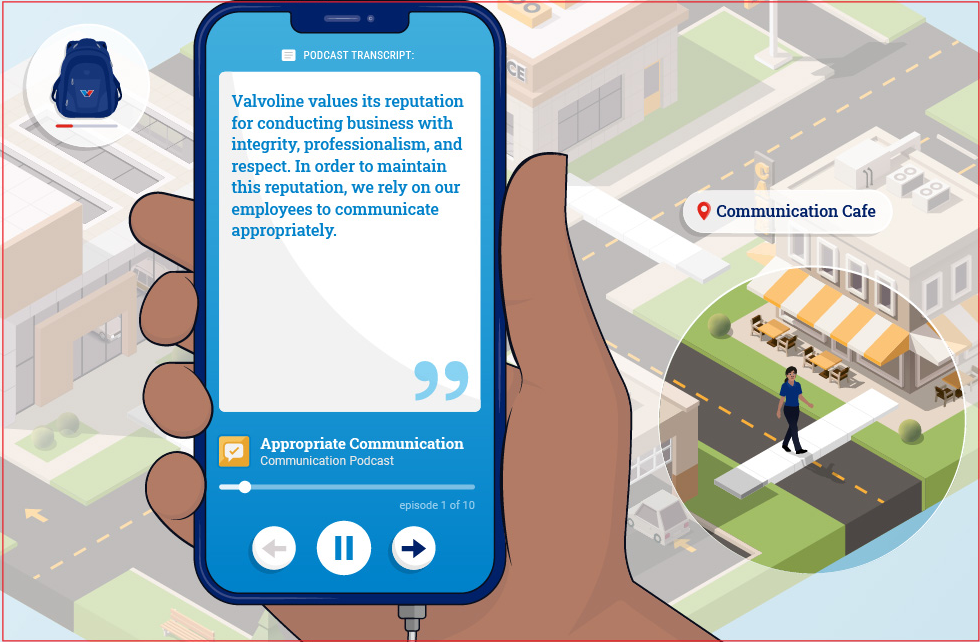 PODCAST TRANSCRIPT:
Valvoline values its reputation
for conducting business with
integrity, professionalism, and
respect. In order to maintain
this reputation, we rely on our
employees to communicate
appropriately.
”
Appropriate Communication
Communication Podcast
episode 1 of 10
Communication Cafe